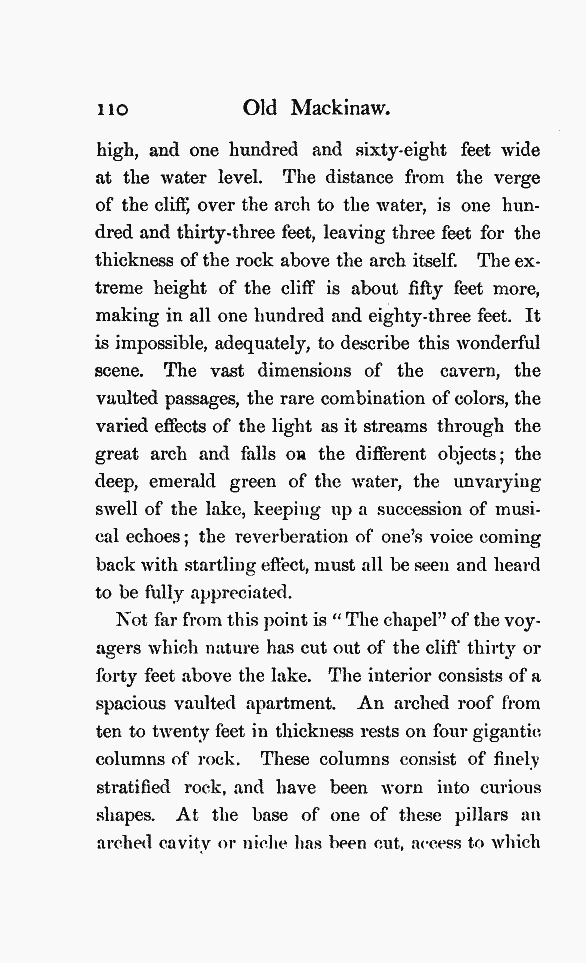 110 Old Mackinaw.
high, and one hundred and sixty-eight feet wide
at the water level. The distance from the verge
of the cliff, over the arch to the water, is one hun-
dred and thirty-three feet, leaving three feet for the
thickness of the rock above the arch itself. The ex-
treme height of the cliff is about fifty feet more,
making in all one hundred and eighty-three feet. It
is impossible, adequately, to describe this wonderful
scene. The vast dimensions of the cavern, the
vaulted passages, the rare combination of colors, the
varied effects of the light as it streams through the
great arch and falls on the different objects; the
deep, emerald green of the water, the unvarying
swell of the lake, keeping up a succession of musi-
cal echoes; the reverberation of one's voice coming
back with startling effect, must all be seen and heard
to be fully appreciated.
Not far from this point is "The chapel" of the voy-
agers which nature has cut out of the cliff thirty or
forty feet above the lake. The interior consists of a
spacious vaulted apartment. An arched roof from
ten to twenty feet in thickness rests on four gigantic
columns of rock. These columns consist of finely
stratified rock, and have been worn into curious
shapes. At the base of one of these pillars an
arched cavity or niche has been cut, access to which